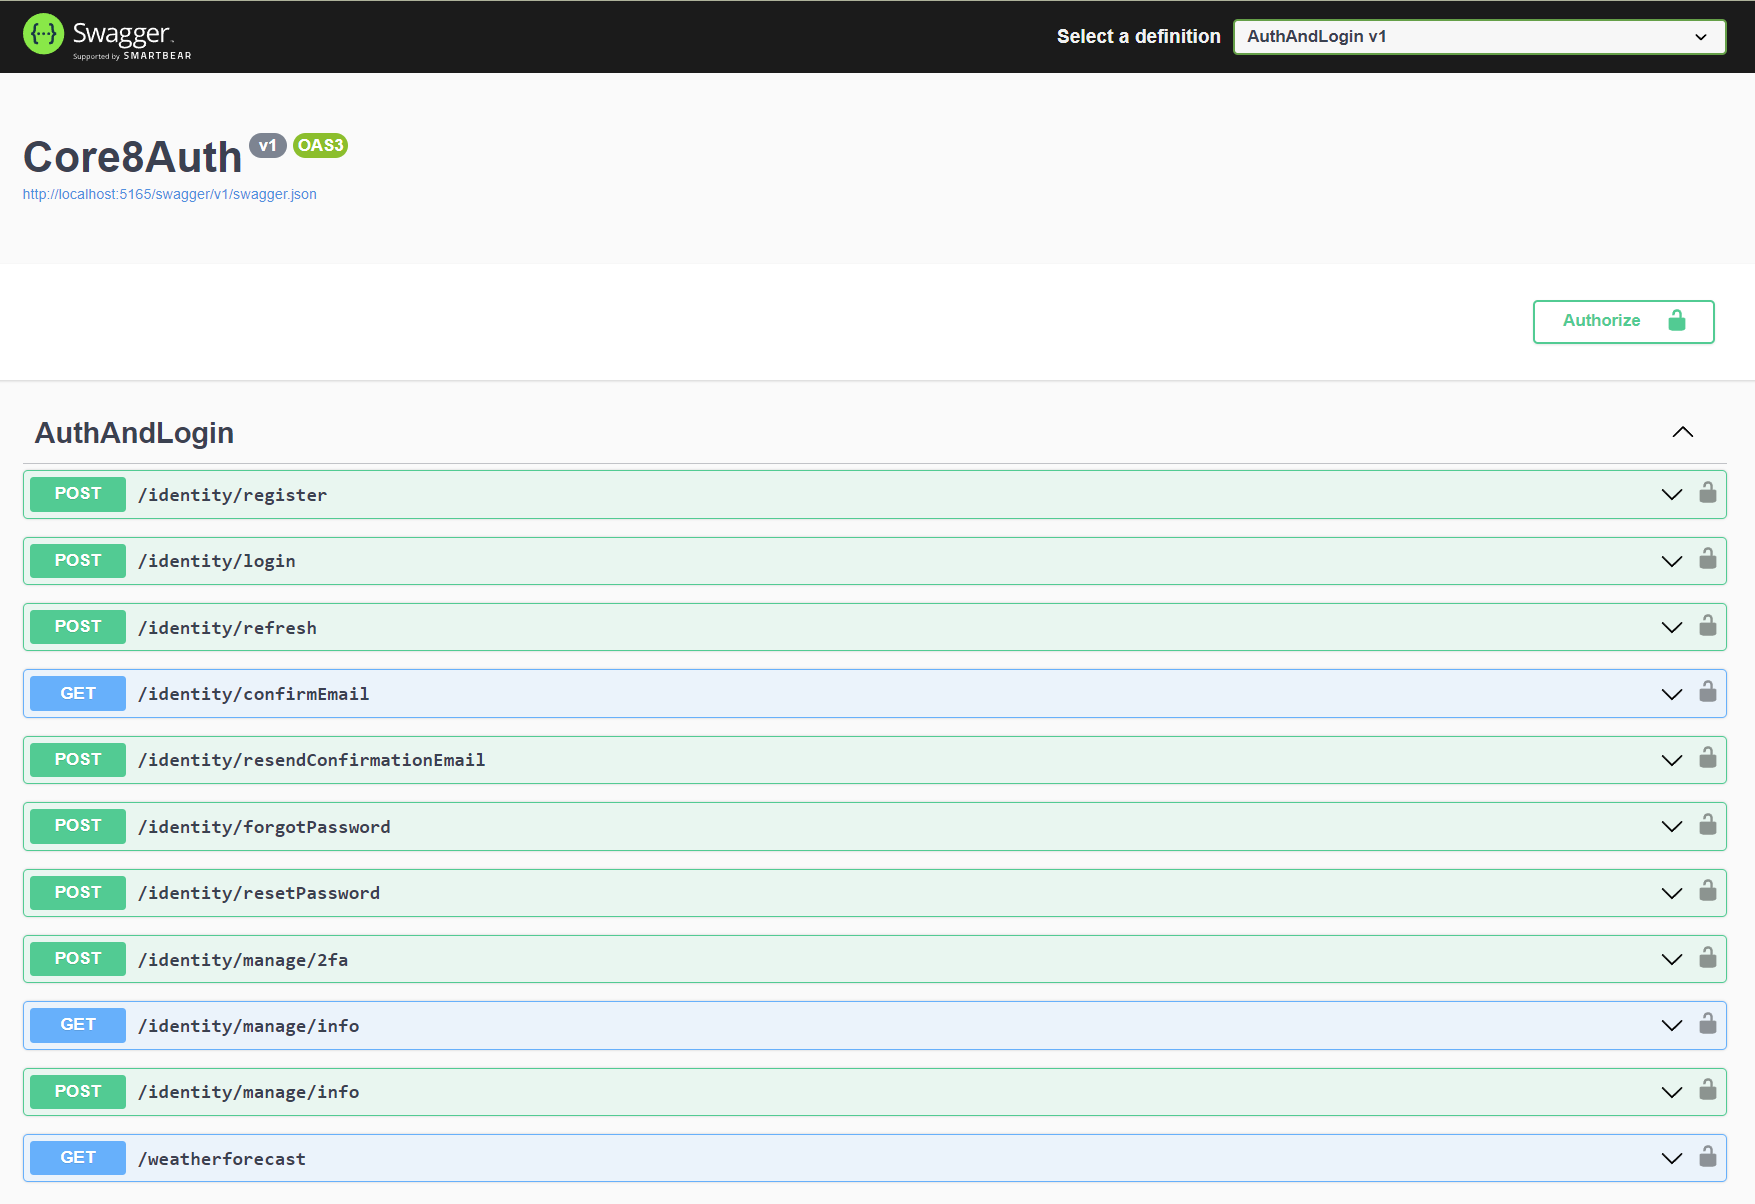 Swagger
Supported by SMARTBEAR
Select a definition
AuthAndLogin v1
Core8Auth v1 OAS3
http://localhost:5165/swagger/v1/swagger.json
Authorize
AuthAndLogin
POST /identity/register
POST /identity/login
POST /identity/refresh
GET /identity/confirmEmail
POST /identity/resendConfirmationEmail
POST /identity/forgotPassword
POST /identity/resetPassword
POST /identity/manage/2fa
GET /identity/manage/info
POST /identity/manage/info
GET /weatherforecast